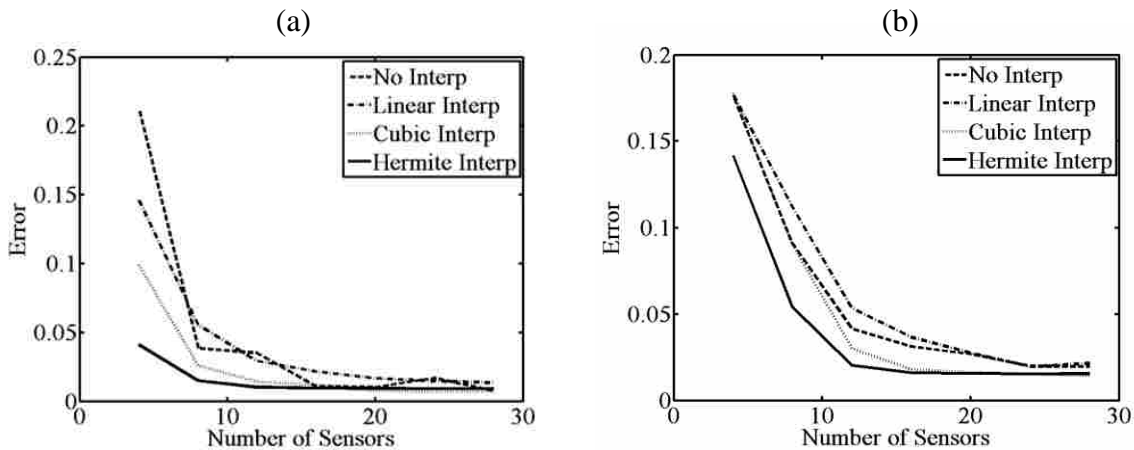 (a)
0.25
0.2
0.15
0.1
0.05
0
0
10
20
30
Error
Number of Sensors
No Interp
Linear Interp
Cubic Interp
Hermite Interp
(b)
0.2
0.15
0.1
0.05
0
0
10
20
30
Error
Number of Sensors
No Interp
Linear Interp
Cubic Interp
Hermite Interp